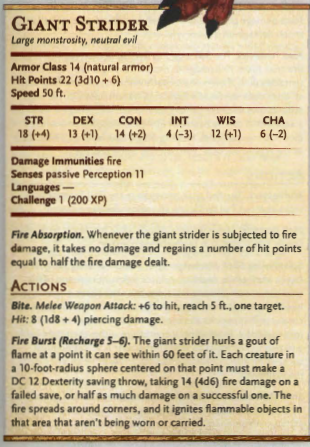 GIANT STRIDER
Large monstrosity, neutral evil
Armor Class 14 (natural armor)
Hit Points 22 (3d10 + 6)
Speed 50 ft.
STR DEX CON INT WIS CHA
18 (+4) 13 (+1) 14 (+2) 4 (−3) 12 (+1) 6 (−2)
Damage Immunities fire
Senses passive Perception 11
Languages —
Challenge 1 (200 XP)
Fire Absorption. Whenever the giant strider is subjected to fire
damage, it takes no damage and regains a number of hit points
equal to half the fire damage dealt.
ACTIONS
Bite. Melee Weapon Attack: +6 to hit, reach 5 ft., one target.
Hit: 8 (1d8 + 4) piercing damage.
Fire Burst (Recharge 5–6). The giant strider hurls a gout of
flame at a point it can see within 60 feet of it. Each creature in
a 10-foot-radius sphere centered on that point must make a
DC 12 Dexterity saving throw, taking 14 (4d6) fire damage on a
failed save, or half as much damage on a successful one. The
fire spreads around corners, and it ignites flammable objects in
that area that aren't being worn or carried.